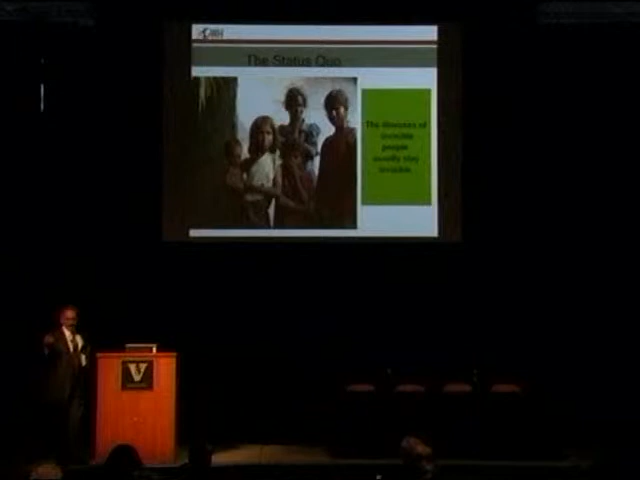 The Status Quo
The diseases of
invisible
people
usually stay
invisible.
V